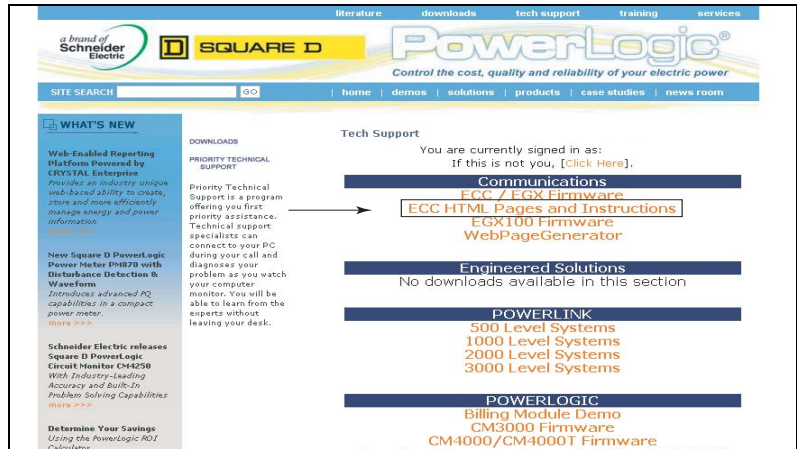 literature downloads tech support training services
a brand of
Schneider
Electric
D SQUARE D
PowerLogic®
Control the cost, quality and reliability of your electric power
SITE SEARCH GO | home | demos | solutions | products | case studies | news room
WHAT'S NEW
Web-Enabled Reporting
Platform Powered by
CRYSTAL Enterprise
Provides an industry unique
web-based ability to create,
store and more efficiently
manage energy and power
information
New Square D PowerLogic
Power Meter PM870 with
Disturbance Detection &
Waveform
Introduces advanced PQ
capabilities in a compact
power meter.
more >>>
Schneider Electric releases
Square D PowerLogic
Circuit Monitor CM4250
With Industry-Leading
Accuracy and Built-In
Problem Solving Capabilities
more >>>
Determine Your Savings
Using the PowerLogic ROI
Calculator
DOWNLOADS
PRIORITY TECHNICAL
SUPPORT
Priority Technical
Support is a program
offering you first
priority assistance.
Technical support
specialists can
connect to your PC
during your call and
diagnoses your
problem as you watch
your computer
monitor. You will be
able to learn from the
experts without
leaving your desk.
Tech Support
You are currently signed in as:
If this is not you, [Click Here].
Communications
ECC / EGX Firmware
ECC HTML Pages and Instructions
EGX100 Firmware
WebPageGenerator
Engineered Solutions
No downloads available in this section
POWERLINK
500 Level Systems
1000 Level Systems
2000 Level Systems
3000 Level Systems
POWERLOGIC
Billing Module Demo
CM3000 Firmware
CM4000/CM4000T Firmware